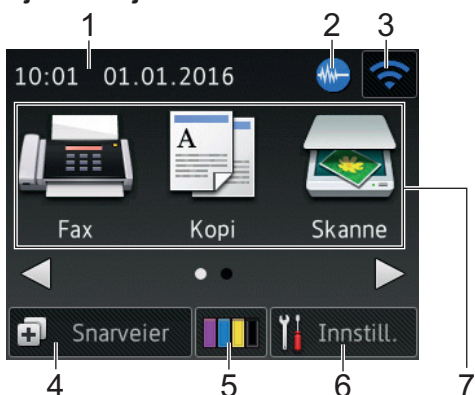 1 2 3
10:01 01.01.2016
A
Fax Kopi Skanne
Snarveier Innstill.
4 5 6 7